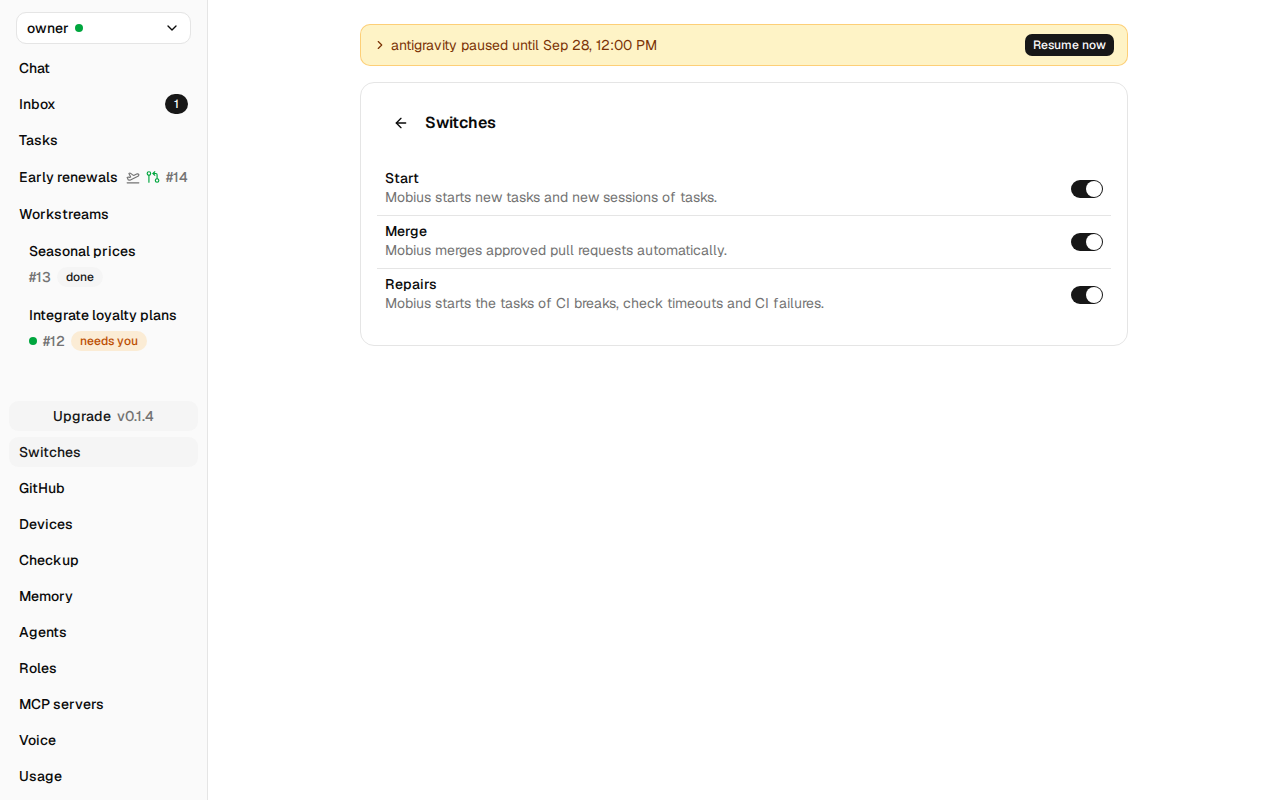 owner
Chat
Inbox 1
Tasks
Early renewals #14
Workstreams
Seasonal prices
#13 done
Integrate loyalty plans
#12 needs you
Upgrade v0.1.4
Switches
GitHub
Devices
Checkup
Memory
Agents
Roles
MCP servers
Voice
Usage
antigravity paused until Sep 28, 12:00 PM Resume now
Switches
Start
Mobius starts new tasks and new sessions of tasks.
Merge
Mobius merges approved pull requests automatically.
Repairs
Mobius starts the tasks of CI breaks, check timeouts and CI failures.